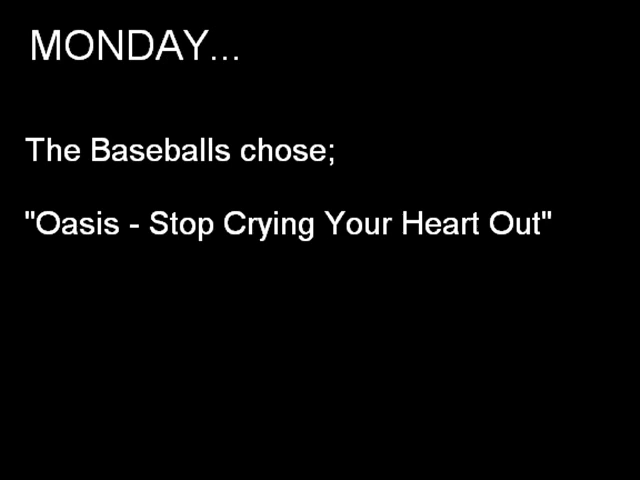 MONDAY...
The Baseballs chose;
"Oasis - Stop Crying Your Heart Out"